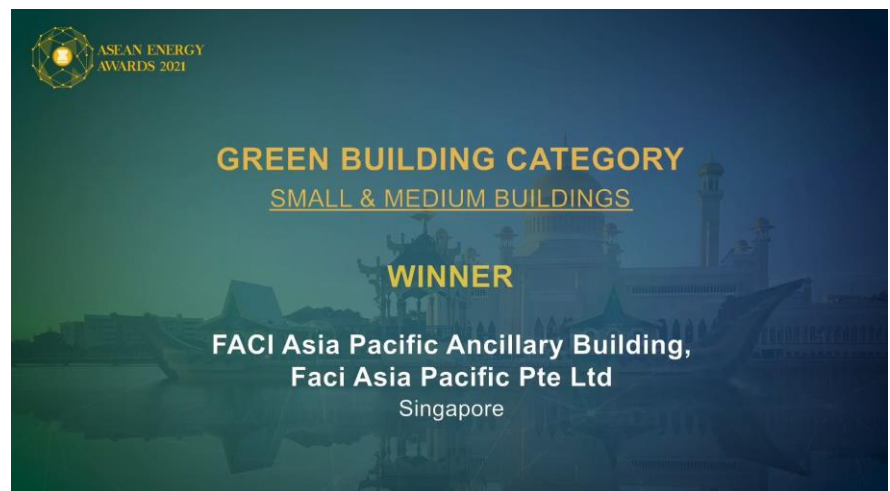 ASEAN ENERGY
AWARDS 2021
GREEN BUILDING CATEGORY
SMALL & MEDIUM BUILDINGS
WINNER
FACI Asia Pacific Ancillary Building,
Faci Asia Pacific Pte Ltd
Singapore